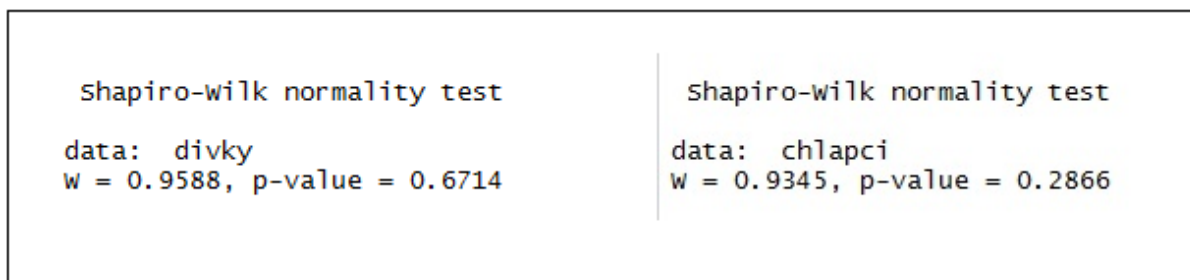 Shapiro-Wilk normality test
data:  divky
W = 0.9588, p-value = 0.6714
Shapiro-Wilk normality test
data:  chlapci
W = 0.9345, p-value = 0.2866